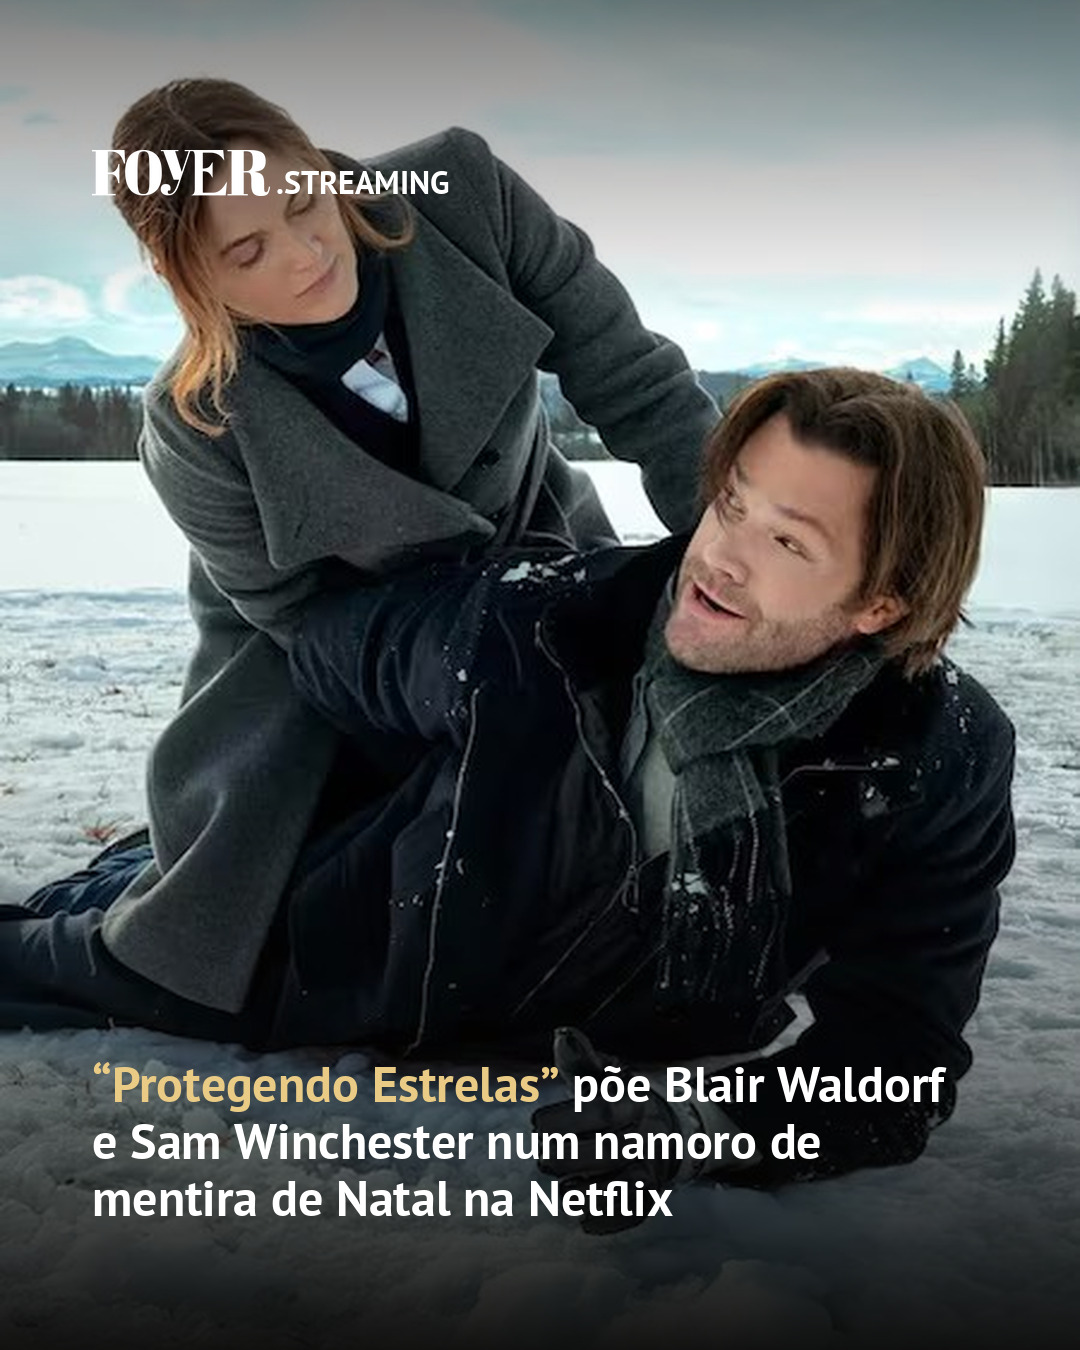 FOYER.STREAMING
“Protegendo Estrelas” põe Blair Waldorf
e Sam Winchester num namoro de
mentira de Natal na Netflix